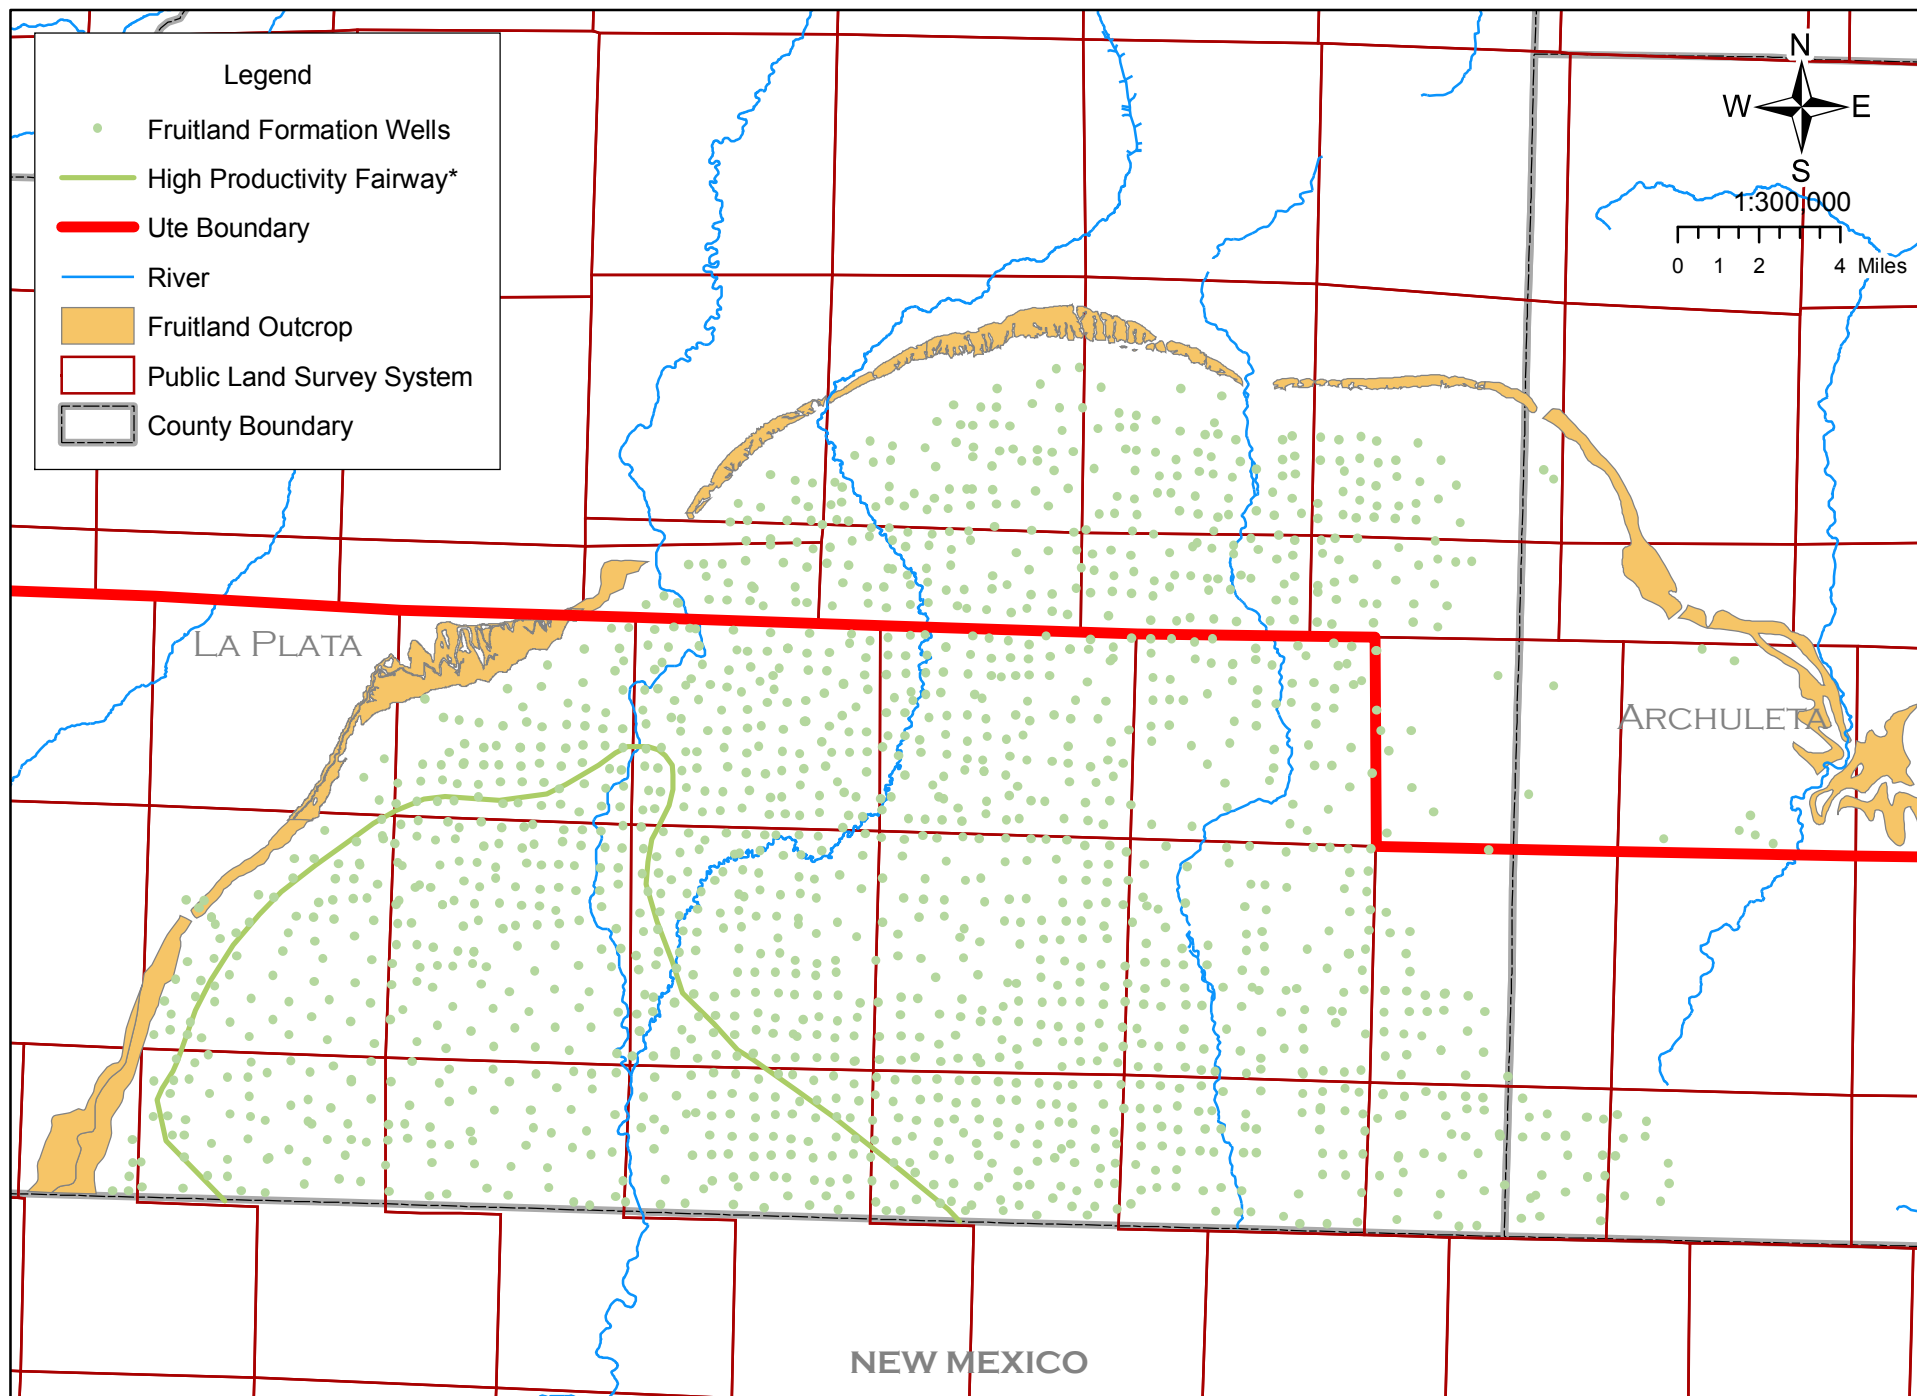 Legend
Fruitland Formation Wells
High Productivity Fairway*
Ute Boundary
River
Fruitland Outcrop
Public Land Survey System
County Boundary
N
W E
S
1:300,000
0 1 2 4 Miles
LA PLATA
ARCHULETA
NEW MEXICO